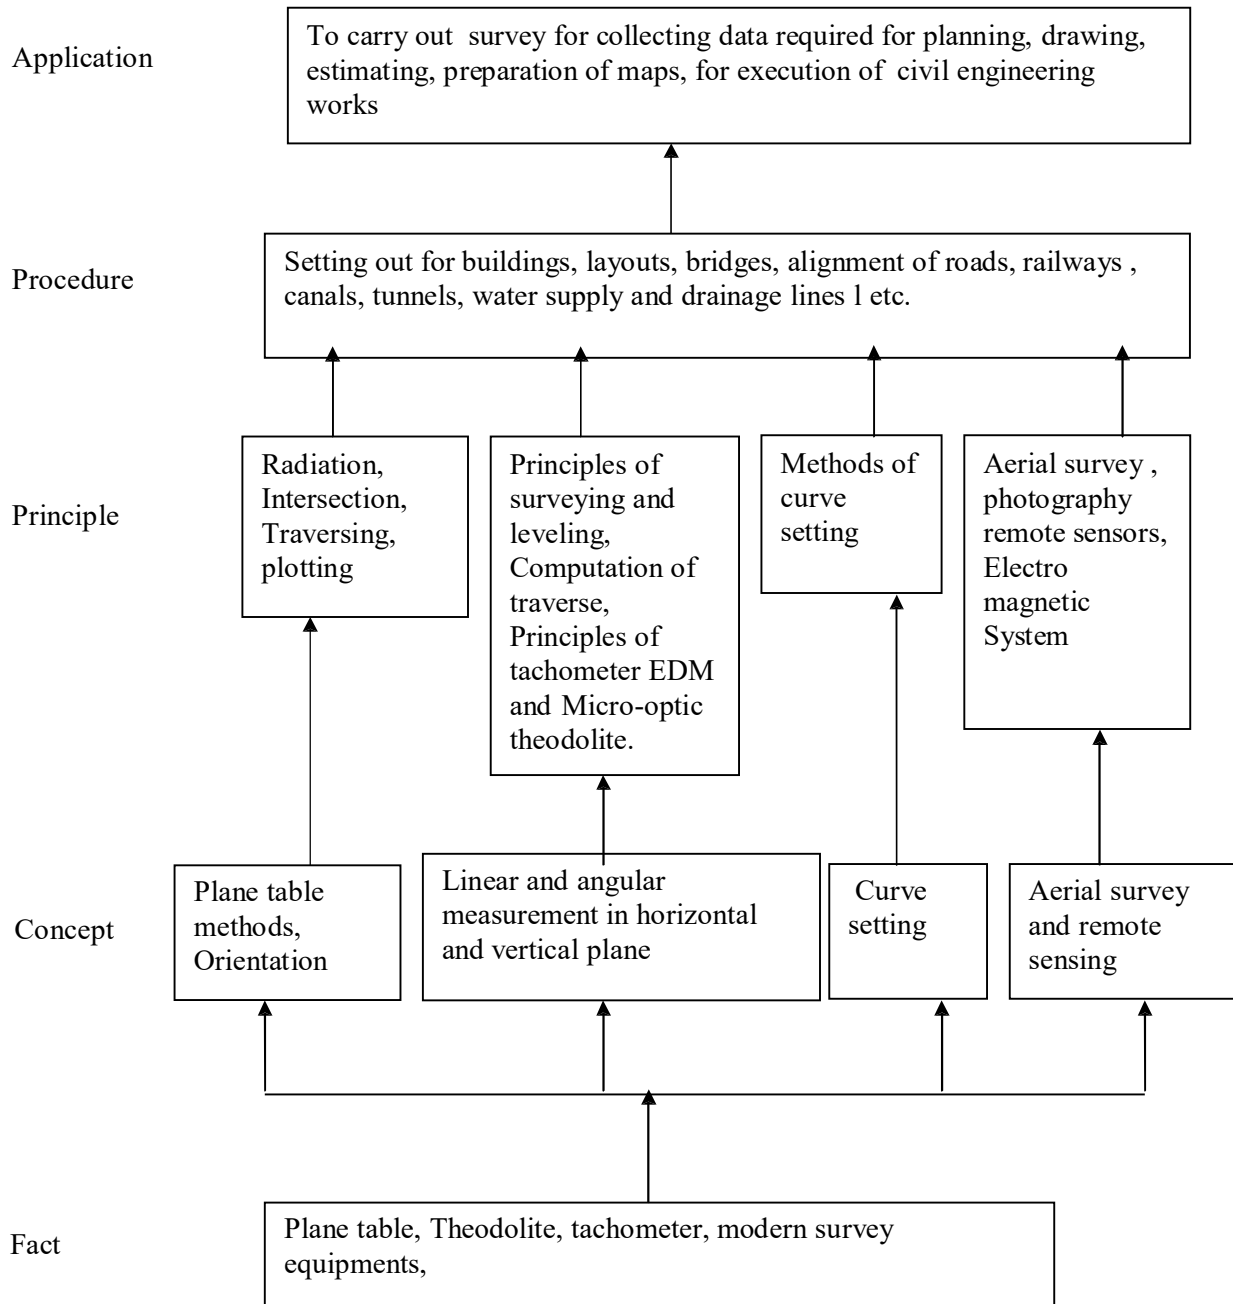 Application
To carry out  survey for collecting data required for planning, drawing,
estimating, preparation of maps, for execution of  civil engineering
works
Procedure
Setting out for buildings, layouts, bridges, alignment of roads, railways ,
canals, tunnels, water supply and drainage lines l etc.
Principle
Radiation,
Intersection,
Traversing,
plotting
Principles of
surveying and
leveling,
Computation of
traverse,
Principles of
tachometer EDM
and Micro-optic
theodolite.
Methods of
curve
setting
Aerial survey ,
photography
remote sensors,
Electro
magnetic
System
Concept
Plane table
methods,
Orientation
Linear and angular
measurement in horizontal
and vertical plane
Curve
setting
Aerial survey
and remote
sensing
Fact
Plane table, Theodolite, tachometer, modern survey
equipments,